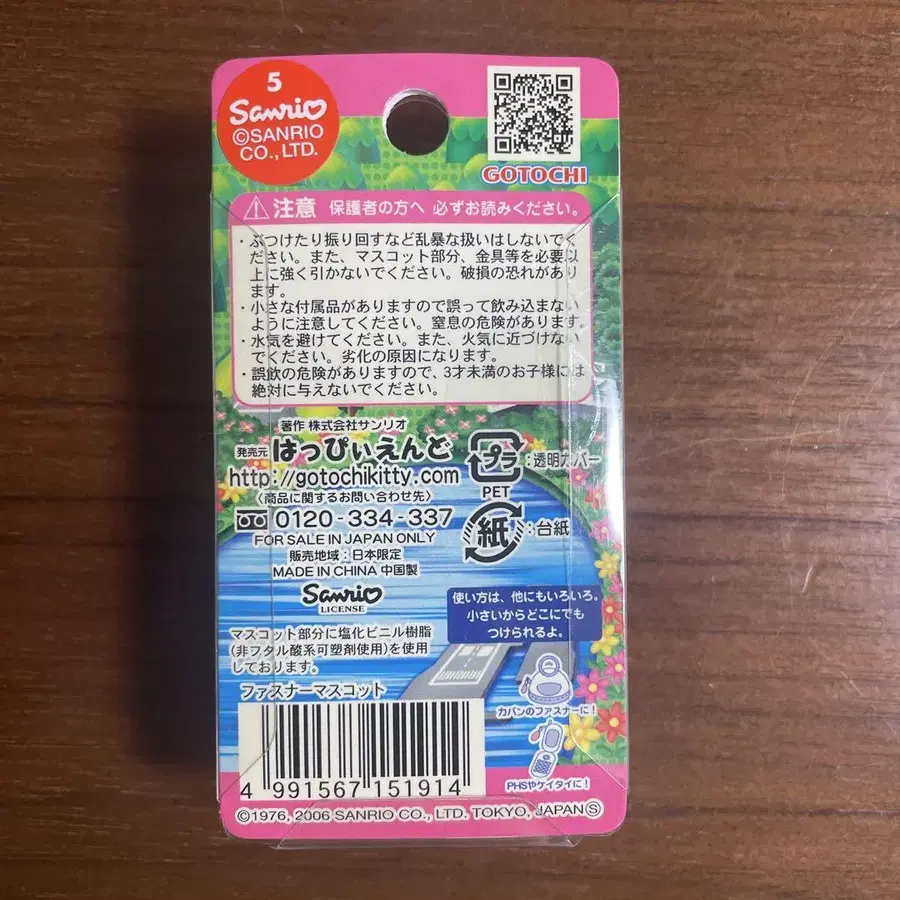 5
Sanrio
©SANRIO
CO., LTD.
GOTOCHI
注意 保護者の方へ 必ずお読みください。
・ぶつけたり振り回すなど乱暴な扱いはしないでく
ださい。また、マスコット部分、金具等を必要以
上に強く引かないでください。破損の恐れがあり
ます。
・小さな付属品がありますので誤って飲み込まない
ように注意してください。窒息の危険があります。
・水気を避けてください。また、火気に近づけない
でください。劣化の原因になります。
・誤飲の危険がありますので、3才未満のお子様には
絶対に与えないでください。
著作 株式会社サンリオ
発売元 はっぴぃえんど
http://gotochikitty.com
〈商品に関するお問い合わせ先〉
0120-334-337
FOR SALE IN JAPAN ONLY
販売地域：日本限定
MADE IN CHINA 中国製
Sanrio
LICENSE
プラ：透明カバー
PET
紙：台紙
マスコット部分に塩化ビニル樹脂
(非フタル酸系可塑剤使用)を使用
しております。
ファスナーマスコット
使い方は、他にもいろいろ。
小さいからどこにでも
つけられるよ。
カバンのファスナーに！
PHSやケイタイに！
4 991567 151914
©1976, 2006 SANRIO CO., LTD. TOKYO, JAPAN Ⓢ